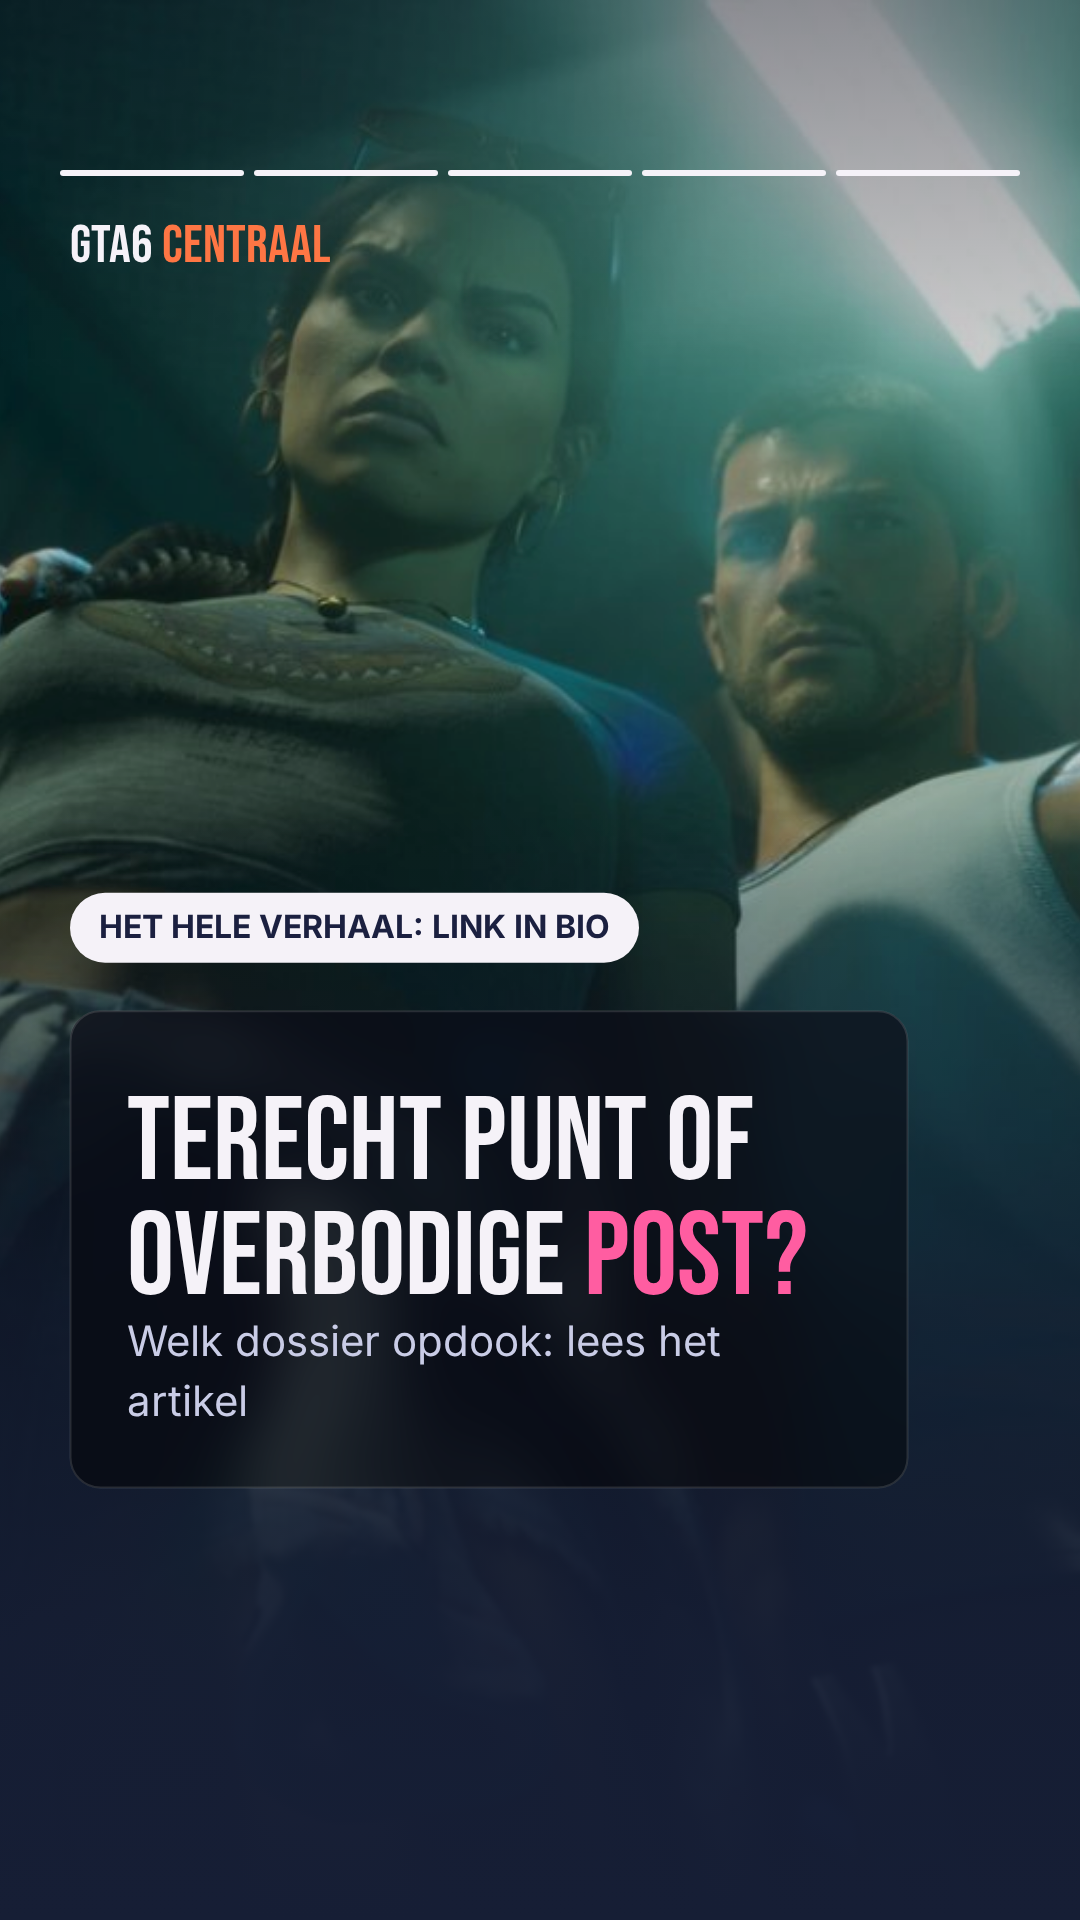 GTA6 CENTRAAL
HET HELE VERHAAL: LINK IN BIO
TERECHT PUNT OF
OVERBODIGE POST?
Welk dossier opdook: lees het
artikel